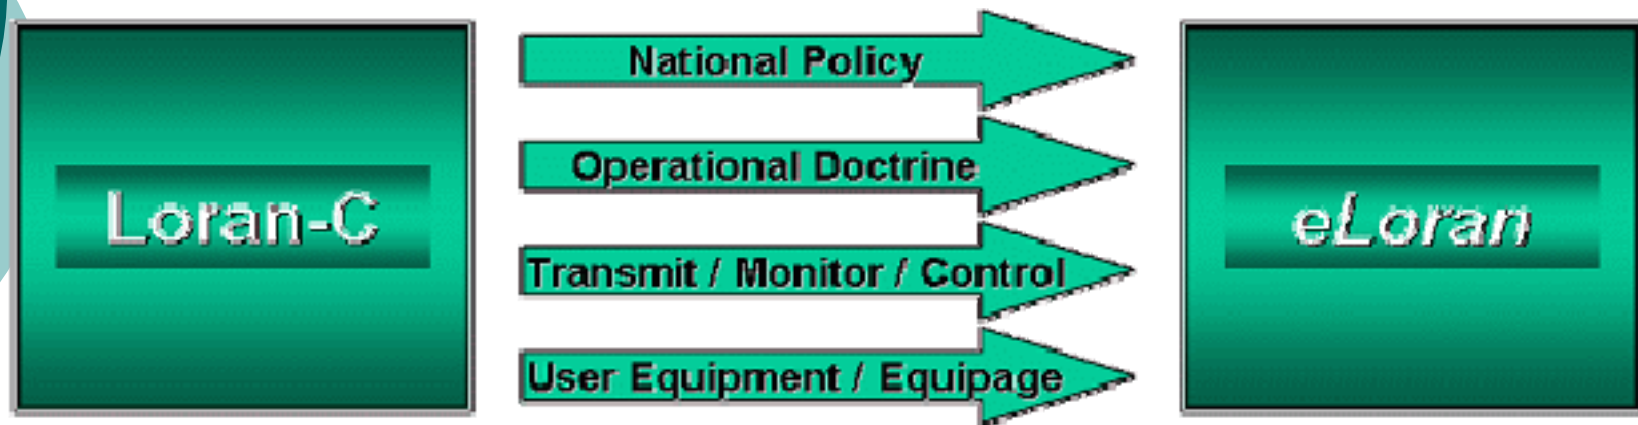 Loran-C
National Policy
Operational Doctrine
Transmit / Monitor / Control
User Equipment / Equipage
eLoran